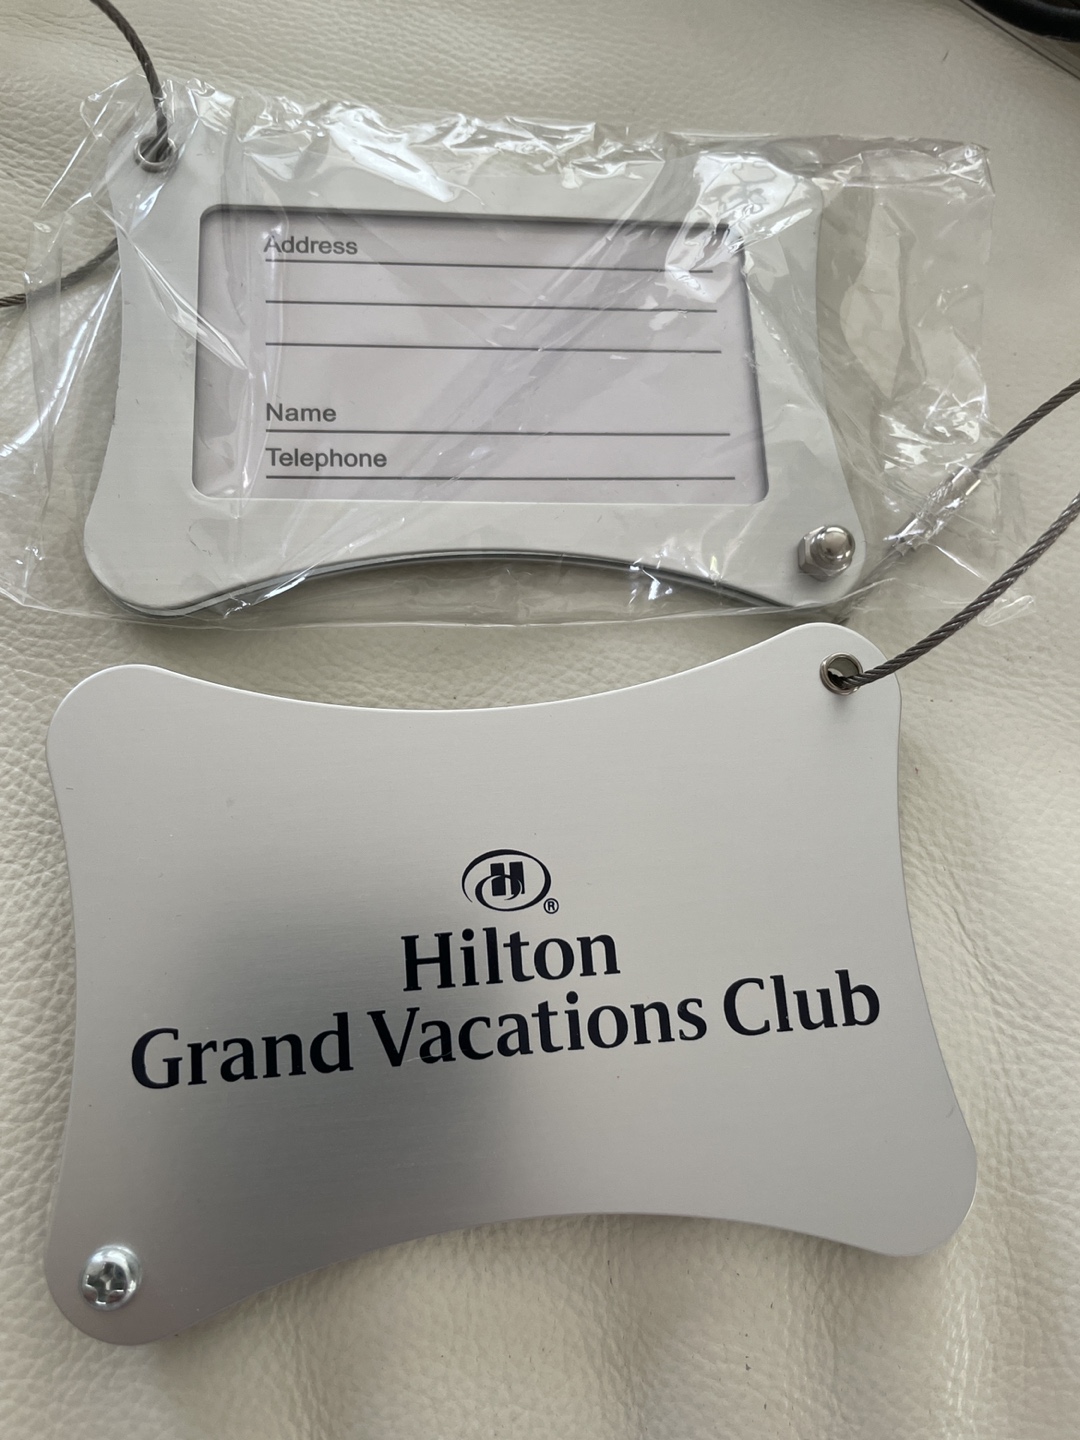 Address
Name
Telephone
H®
Hilton
Grand Vacations Club